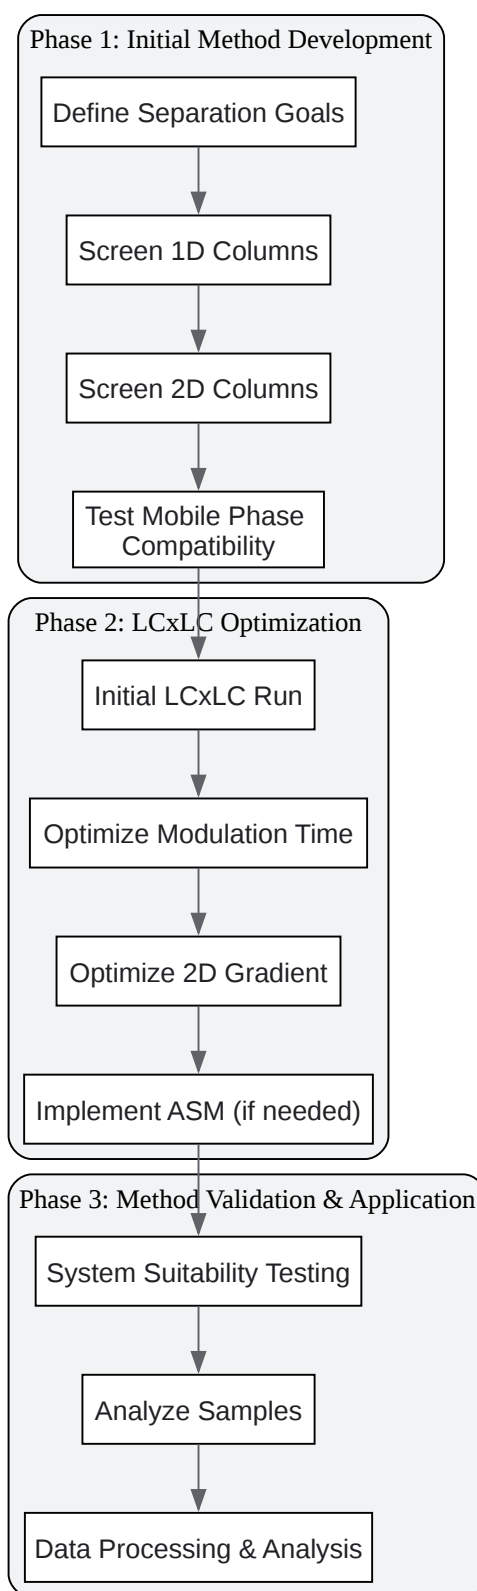 Phase 1: Initial Method Development
Define Separation Goals
Screen 1D Columns
Screen 2D Columns
Test Mobile Phase
Compatibility
Phase 2: LCxLC Optimization
Initial LCxLC Run
Optimize Modulation Time
Optimize 2D Gradient
Implement ASM (if needed)
Phase 3: Method Validation & Application
System Suitability Testing
Analyze Samples
Data Processing & Analysis